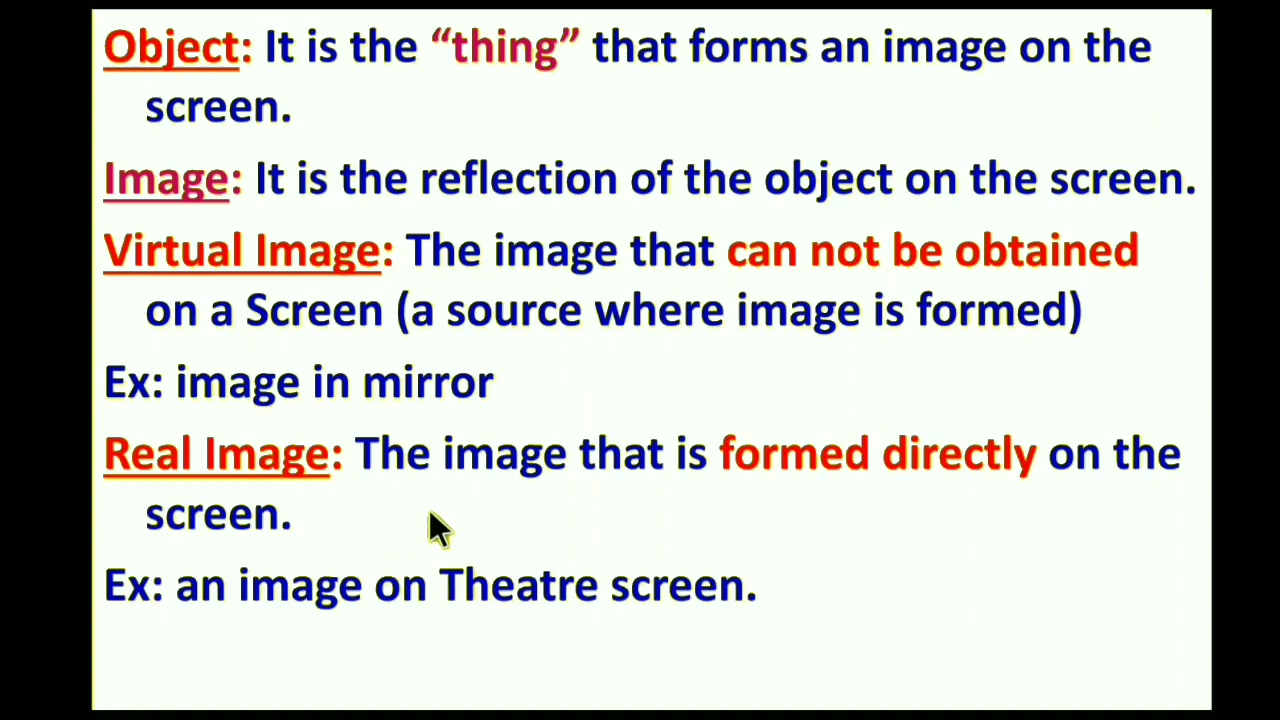 Object: It is the “thing” that forms an image on the
screen.
Image: It is the reflection of the object on the screen.
Virtual Image: The image that can not be obtained
on a Screen (a source where image is formed)
Ex: image in mirror
Real Image: The image that is formed directly on the
screen.
Ex: an image on Theatre screen.